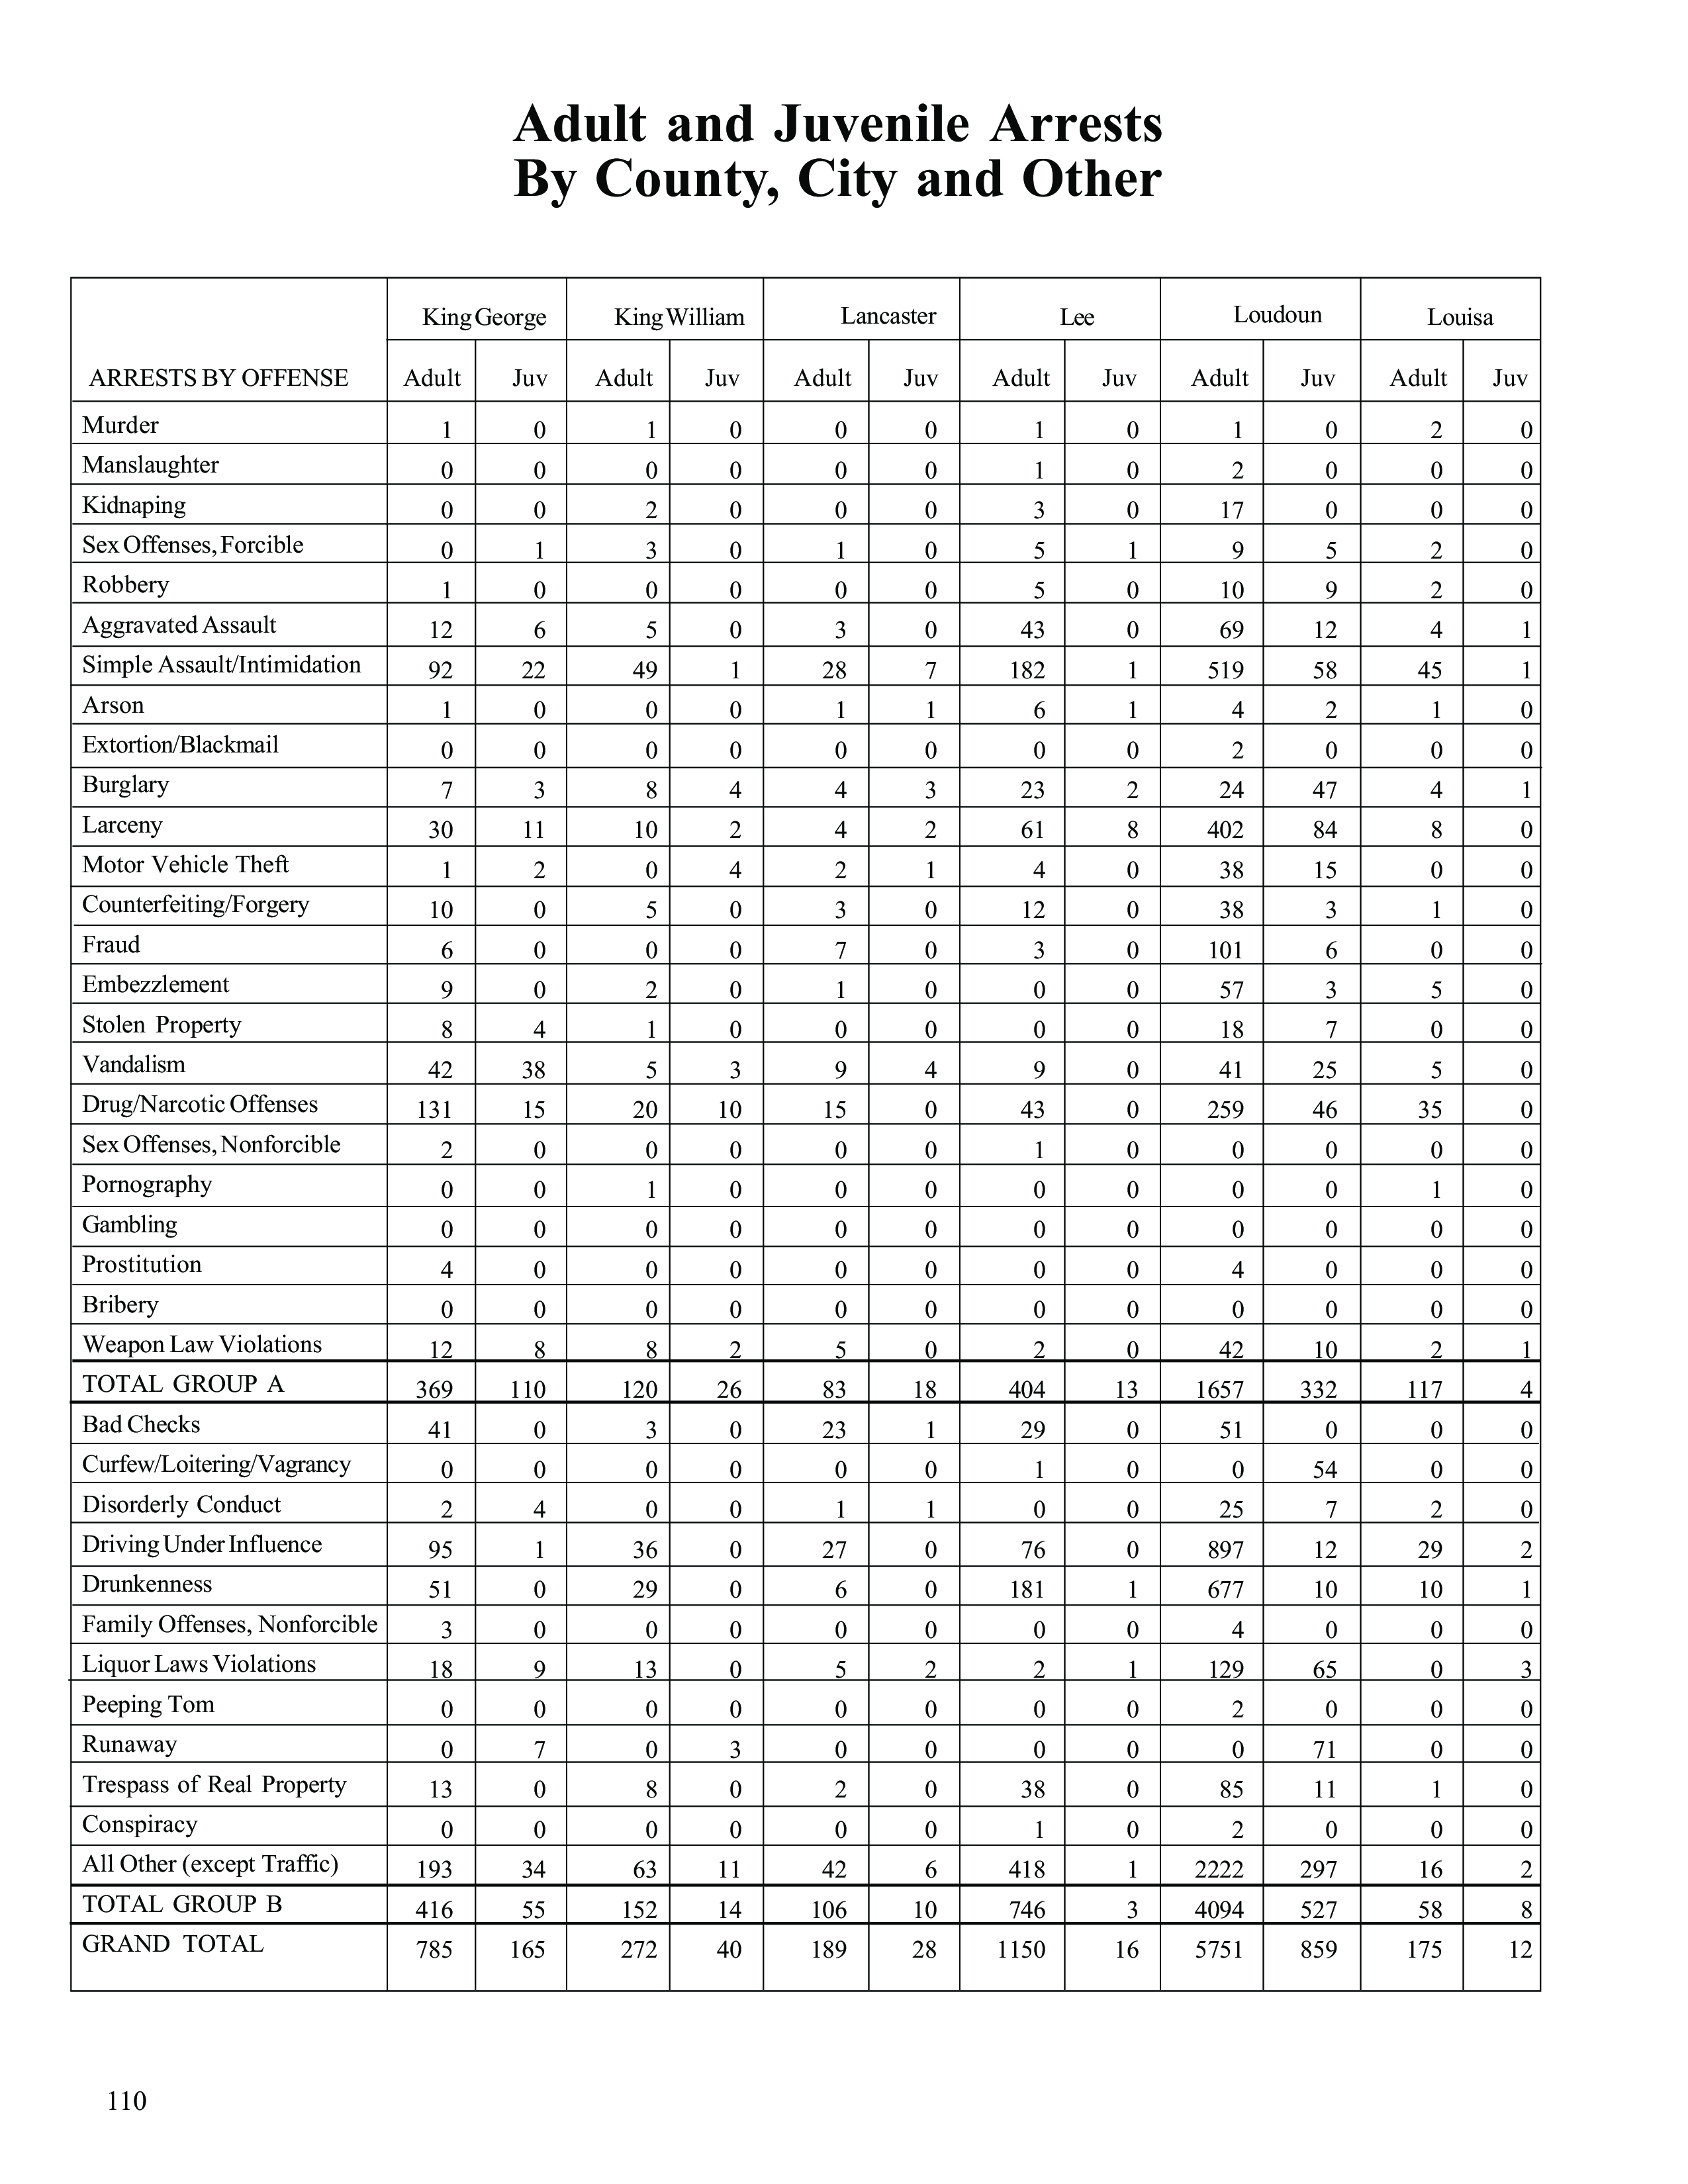 Adult and Juvenile Arrests
By County, City and Other
King George King William Lancaster Lee Loudoun Louisa
ARRESTS BY OFFENSE Adult Juv Adult Juv Adult Juv Adult Juv Adult Juv Adult Juv
Murder 1 0 1 0 0 0 1 0 1 0 2 0
Manslaughter 0 0 0 0 0 0 1 0 2 0 0 0
Kidnaping 0 0 2 0 0 0 3 0 17 0 0 0
Sex Offenses, Forcible 0 1 3 0 1 0 5 1 9 5 2 0
Robbery 1 0 0 0 0 0 5 0 10 9 2 0
Aggravated Assault 12 6 5 0 3 0 43 0 69 12 4 1
Simple Assault/Intimidation 92 22 49 1 28 7 182 1 519 58 45 1
Arson 1 0 0 0 1 1 6 1 4 2 1 0
Extortion/Blackmail 0 0 0 0 0 0 0 0 2 0 0 0
Burglary 7 3 8 4 4 3 23 2 24 47 4 1
Larceny 30 11 10 2 4 2 61 8 402 84 8 0
Motor Vehicle Theft 1 2 0 4 2 1 4 0 38 15 0 0
Counterfeiting/Forgery 10 0 5 0 3 0 12 0 38 3 1 0
Fraud 6 0 0 0 7 0 3 0 101 6 0 0
Embezzlement 9 0 2 0 1 0 0 0 57 3 5 0
Stolen Property 8 4 1 0 0 0 0 0 18 7 0 0
Vandalism 42 38 5 3 9 4 9 0 41 25 5 0
Drug/Narcotic Offenses 131 15 20 10 15 0 43 0 259 46 35 0
Sex Offenses, Nonforcible 2 0 0 0 0 0 1 0 0 0 0 0
Pornography 0 0 1 0 0 0 0 0 0 0 1 0
Gambling 0 0 0 0 0 0 0 0 0 0 0 0
Prostitution 4 0 0 0 0 0 0 0 4 0 0 0
Bribery 0 0 0 0 0 0 0 0 0 0 0 0
Weapon Law Violations 12 8 8 2 5 0 2 0 42 10 2 1
TOTAL GROUP A 369 110 120 26 83 18 404 13 1657 332 117 4
Bad Checks 41 0 3 0 23 1 29 0 51 0 0 0
Curfew/Loitering/Vagrancy 0 0 0 0 0 0 1 0 0 54 0 0
Disorderly Conduct 2 4 0 0 1 1 0 0 25 7 2 0
Driving Under Influence 95 1 36 0 27 0 76 0 897 12 29 2
Drunkenness 51 0 29 0 6 0 181 1 677 10 10 1
Family Offenses, Nonforcible 3 0 0 0 0 0 0 0 4 0 0 0
Liquor Laws Violations 18 9 13 0 5 2 2 1 129 65 0 3
Peeping Tom 0 0 0 0 0 0 0 0 2 0 0 0
Runaway 0 7 0 3 0 0 0 0 0 71 0 0
Trespass of Real Property 13 0 8 0 2 0 38 0 85 11 1 0
Conspiracy 0 0 0 0 0 0 1 0 2 0 0 0
All Other (except Traffic) 193 34 63 11 42 6 418 1 2222 297 16 2
TOTAL GROUP B 416 55 152 14 106 10 746 3 4094 527 58 8
GRAND TOTAL 785 165 272 40 189 28 1150 16 5751 859 175 12
110